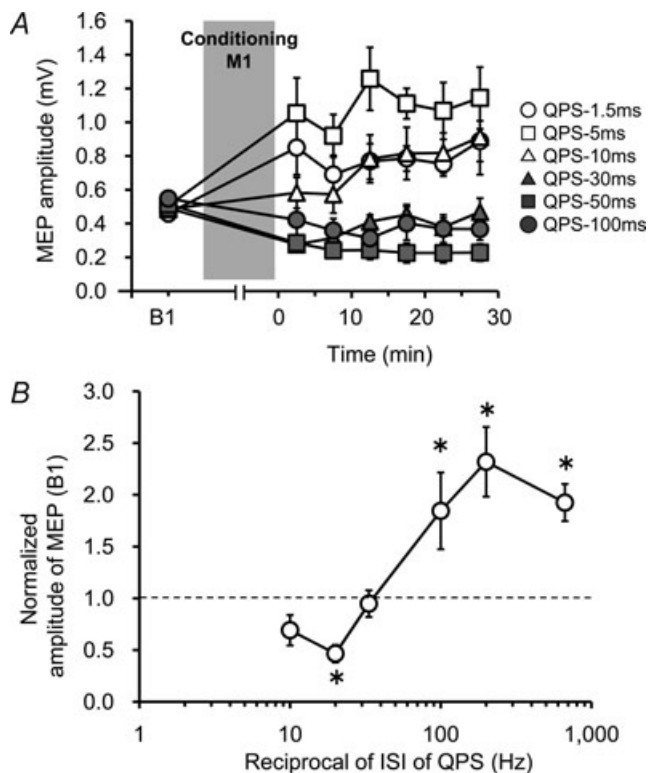 A
MEP amplitude (mV)
1.6
1.4
1.2
1.0
0.8
0.6
0.4
0.2
0.0
Conditioning
M1
B1
0
10
20
30
Time (min)
QPS-1.5ms
QPS-5ms
QPS-10ms
QPS-30ms
QPS-50ms
QPS-100ms
B
Normalized
amplitude of MEP (B1)
3.0
2.5
2.0
1.5
1.0
0.5
0.0
*
*
*
*
1
10
100
1,000
Reciprocal of ISI of QPS (Hz)